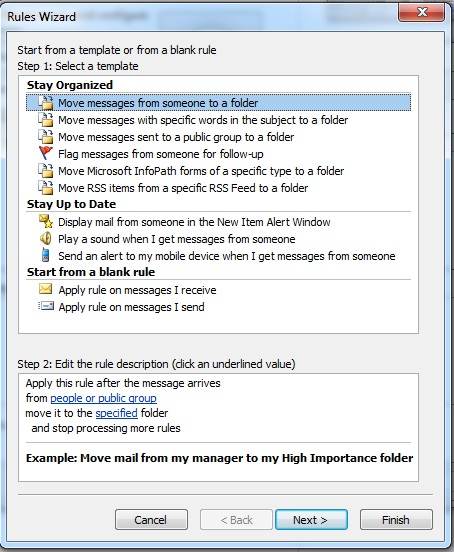 Rules Wizard
Start from a template or from a blank rule
Step 1: Select a template
Stay Organized
Move messages from someone to a folder
Move messages with specific words in the subject to a folder
Move messages sent to a public group to a folder
Flag messages from someone for follow-up
Move Microsoft InfoPath forms of a specific type to a folder
Move RSS items from a specific RSS Feed to a folder
Stay Up to Date
Display mail from someone in the New Item Alert Window
Play a sound when I get messages from someone
Send an alert to my mobile device when I get messages from someone
Start from a blank rule
Apply rule on messages I receive
Apply rule on messages I send
Step 2: Edit the rule description (click an underlined value)
Apply this rule after the message arrives
from people or public group
move it to the specified folder
and stop processing more rules
Example: Move mail from my manager to my High Importance folder
Cancel < Back Next > Finish